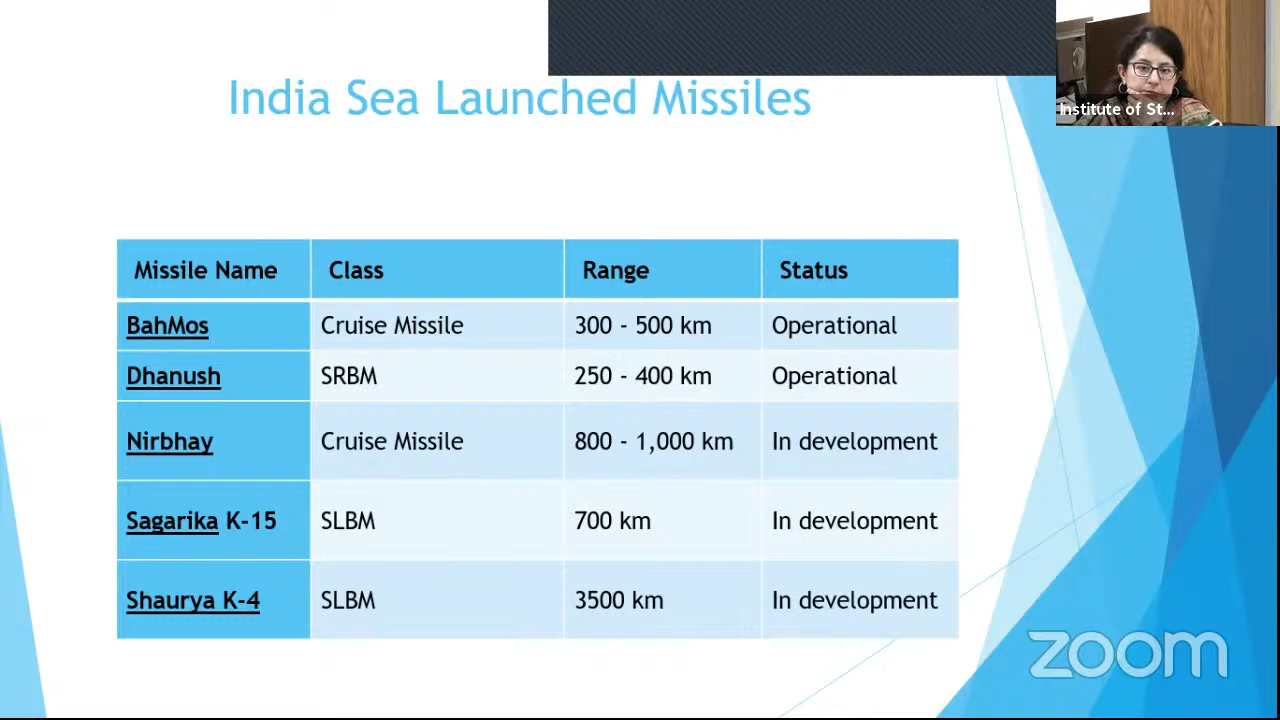 India Sea Launched Missiles
Institute of St...
Missile Name Class Range Status
BahMos Cruise Missile 300 - 500 km Operational
Dhanush SRBM 250 - 400 km Operational
Nirbhay Cruise Missile 800 - 1,000 km In development
Sagarika K-15 SLBM 700 km In development
Shaurya K-4 SLBM 3500 km In development
zoom